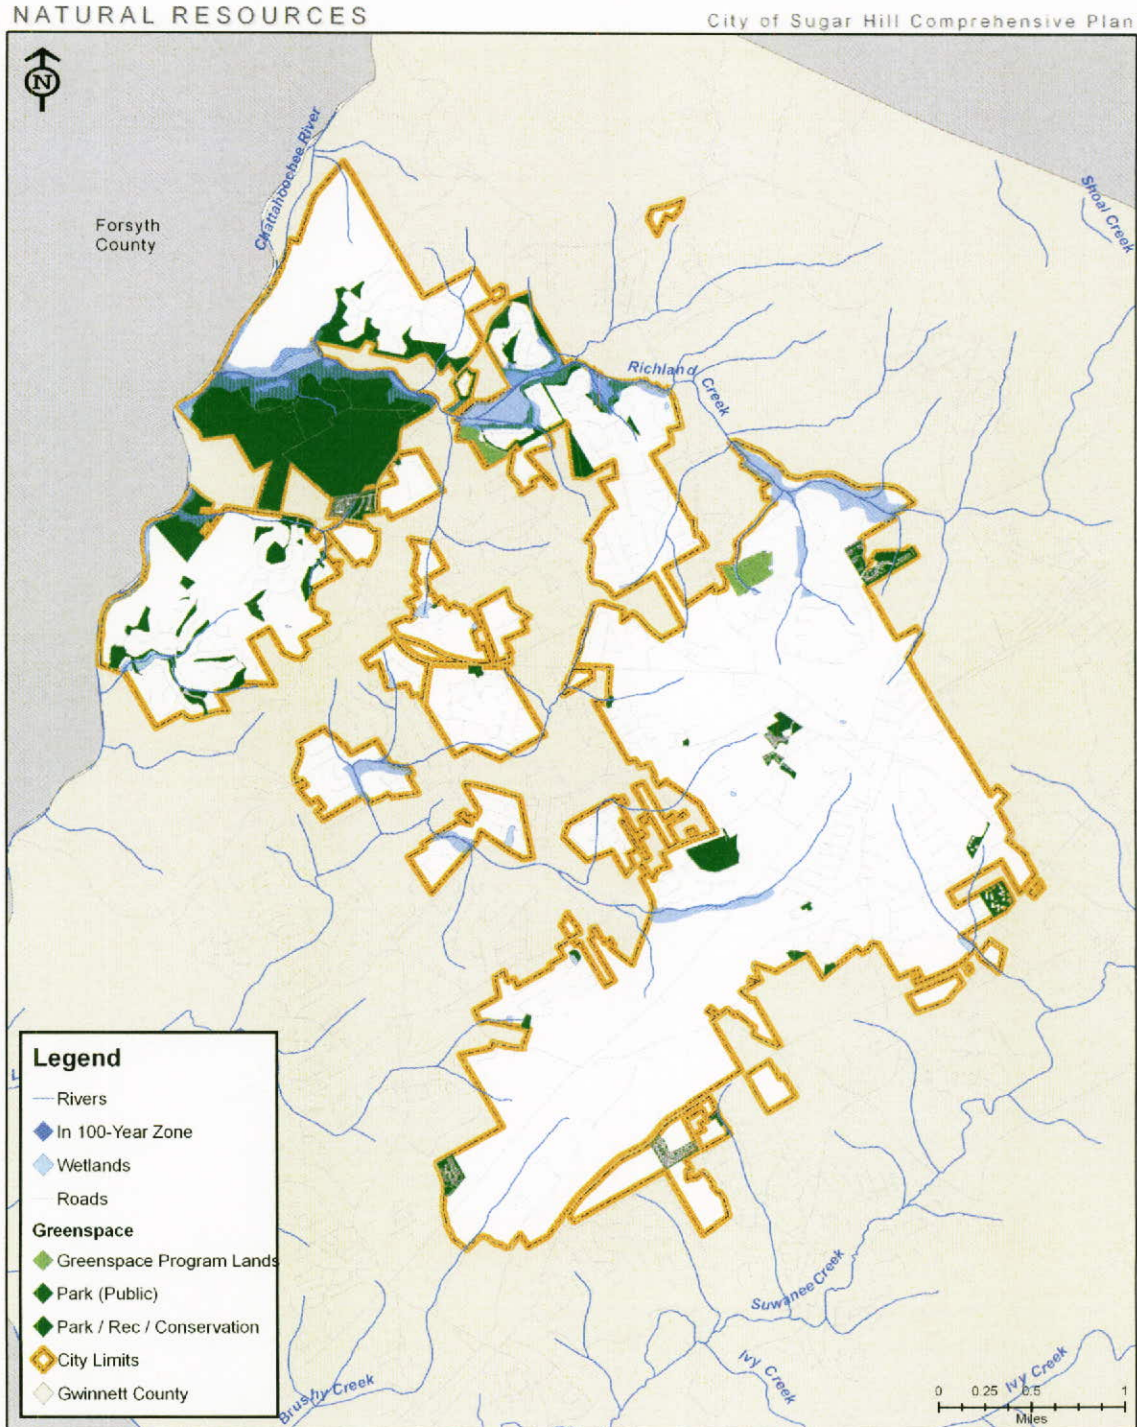 NATURAL RESOURCES
City of Sugar Hill Comprehensive Plan
N
Chattahoochee River
Forsyth
County
Shoal Creek
Richland Creek
Legend
Rivers
In 100-Year Zone
Wetlands
Roads
Greenspace
Greenspace Program Lands
Park (Public)
Park / Rec / Conservation
City Limits
Gwinnett County
Brushy Creek
Suwanee Creek
Ivy Creek
Ivy Creek
0 0.25 0.5 1
Miles